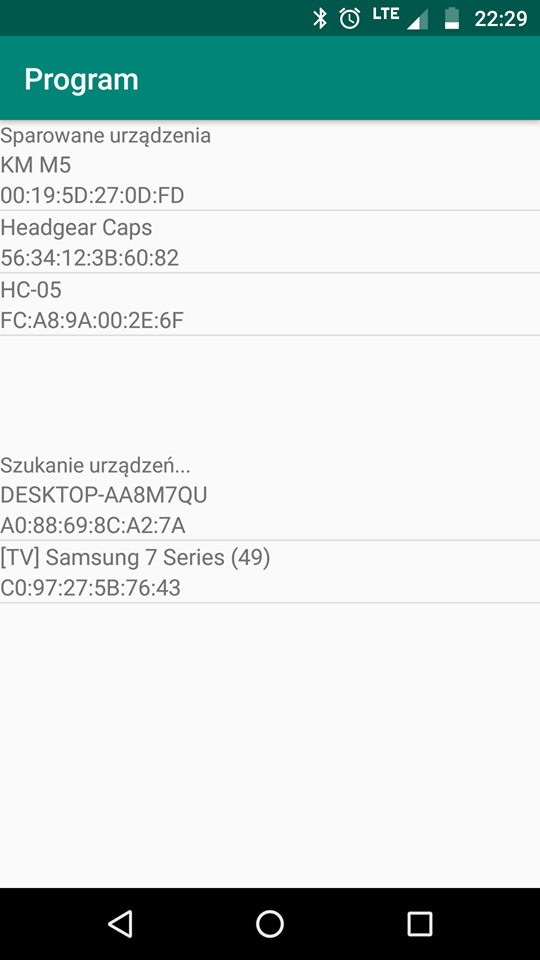 LTE 22:29
Program
Sparowane urządzenia
KM M5
00:19:5D:27:0D:FD
Headgear Caps
56:34:12:3B:60:82
HC-05
FC:A8:9A:00:2E:6F
Szukanie urządzeń...
DESKTOP-AA8M7QU
A0:88:69:8C:A2:7A
[TV] Samsung 7 Series (49)
C0:97:27:5B:76:43